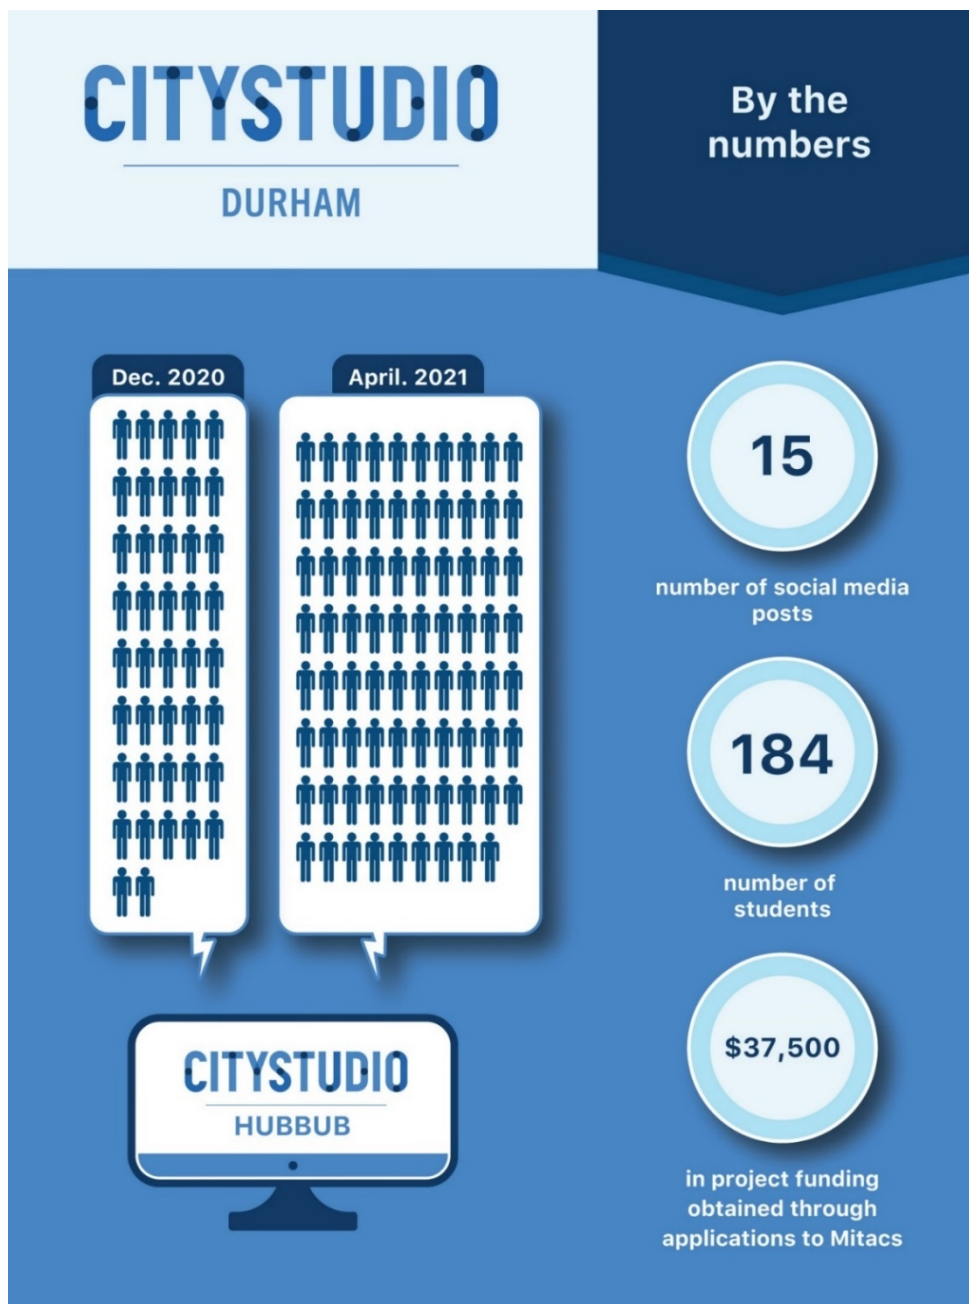 CITYSTUDIO
DURHAM
By the
numbers
Dec. 2020
April. 2021
15
number of social media
posts
184
number of
students
$37,500
in project funding
obtained through
applications to Mitacs
CITYSTUDIO
HUBBUB